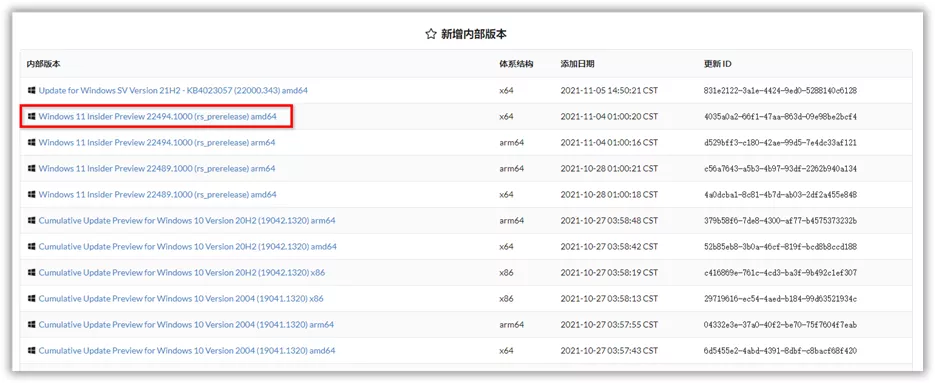 新增内部版本
内部版本 体系结构 添加日期 更新 ID
Update for Windows SV Version 21H2 - KB4023057 (22000.343) amd64 x64 2021-11-05 14:50:21 CST 831e2122-3a1e-4424-9ed0-5288140c6128
Windows 11 Insider Preview 22494.1000 (rs_prerelease) amd64 x64 2021-11-04 01:00:20 CST 4035a0a2-66f1-47aa-863d-09e98be2bcf4
Windows 11 Insider Preview 22494.1000 (rs_prerelease) arm64 arm64 2021-11-04 01:00:16 CST d529bff3-c180-42ae-99d5-7e4dc33af121
Windows 11 Insider Preview 22489.1000 (rs_prerelease) arm64 arm64 2021-10-28 01:00:21 CST c56a7643-a5b3-4b97-93df-2262b940a134
Windows 11 Insider Preview 22489.1000 (rs_prerelease) amd64 x64 2021-10-28 01:00:18 CST 4a0dcba1-8c81-4b7d-ab03-2df2a455e848
Cumulative Update Preview for Windows 10 Version 20H2 (19042.1320) arm64 arm64 2021-10-27 03:58:48 CST 379b58f6-7de8-4300-af77-b4575373232b
Cumulative Update Preview for Windows 10 Version 20H2 (19042.1320) amd64 x64 2021-10-27 03:58:42 CST 52b85eb8-3b0a-46cf-819f-bcd8b8ccd188
Cumulative Update Preview for Windows 10 Version 20H2 (19042.1320) x86 x86 2021-10-27 03:58:19 CST c416869e-761c-4cd3-ba3f-9b492c1ef307
Cumulative Update Preview for Windows 10 Version 2004 (19041.1320) x86 x86 2021-10-27 03:58:13 CST 29719616-ec54-4aed-b184-99d63521934c
Cumulative Update Preview for Windows 10 Version 2004 (19041.1320) arm64 arm64 2021-10-27 03:57:55 CST 04332e3e-37a0-40f2-be70-75f7604f7eab
Cumulative Update Preview for Windows 10 Version 2004 (19041.1320) amd64 x64 2021-10-27 03:57:43 CST 6d5455e2-4abd-4391-8dbf-c8bacf68f420